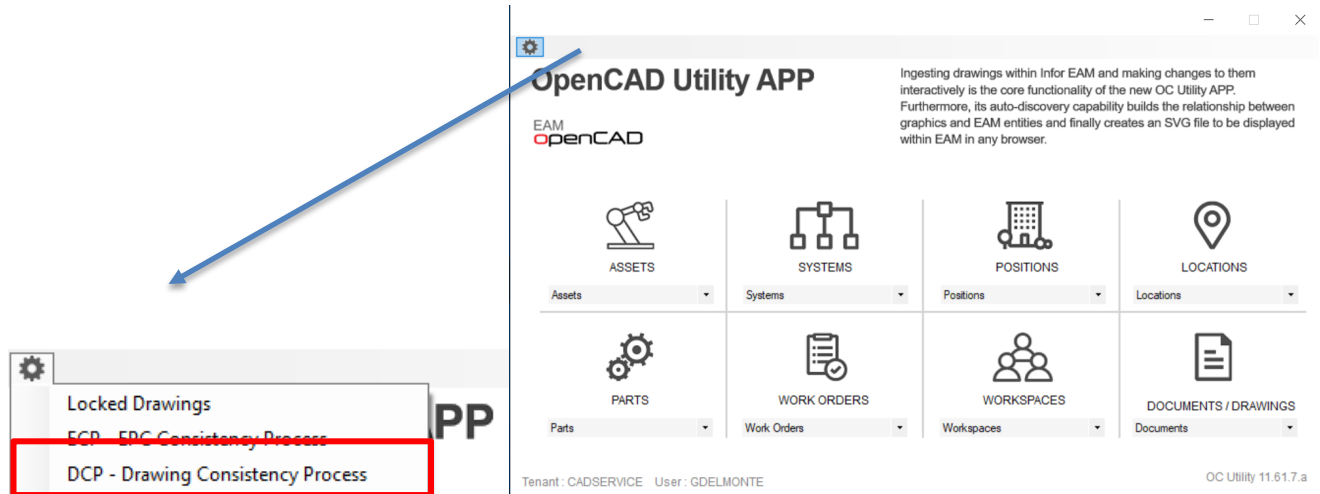 OpenCAD Utility APP
Ingesting drawings within Infor EAM and making changes to them
interactively is the core functionality of the new OC Utility APP.
Furthermore, its auto-discovery capability builds the relationship between
graphics and EAM entities and finally creates an SVG file to be displayed
within EAM in any browser.
EAM
openCAD
ASSETS
SYSTEMS
POSITIONS
LOCATIONS
Assets
Systems
Positions
Locations
PARTS
WORK ORDERS
WORKSPACES
DOCUMENTS / DRAWINGS
Parts
Work Orders
Workspaces
Documents
Tenant : CADSERVICE User : GDELMONTE
OC Utility 11.61.7.a
Locked Drawings
PP
ECP - EPC Consistency Process
DCP - Drawing Consistency Process